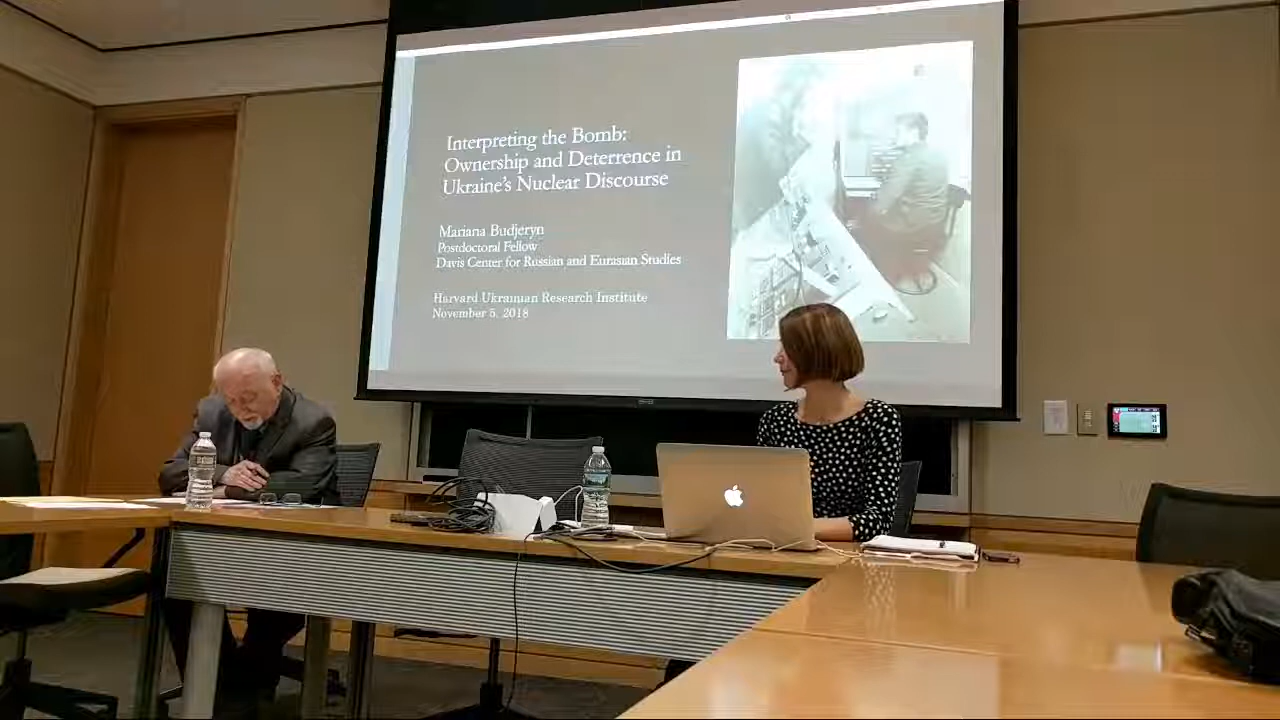 Interpreting the Bomb:
Ownership and Deterrence in
Ukraine's Nuclear Discourse
Mariana Budjeryn
Postdoctoral Fellow
Davis Center for Russian and Eurasian Studies
Harvard Ukrainian Research Institute
November 5, 2018